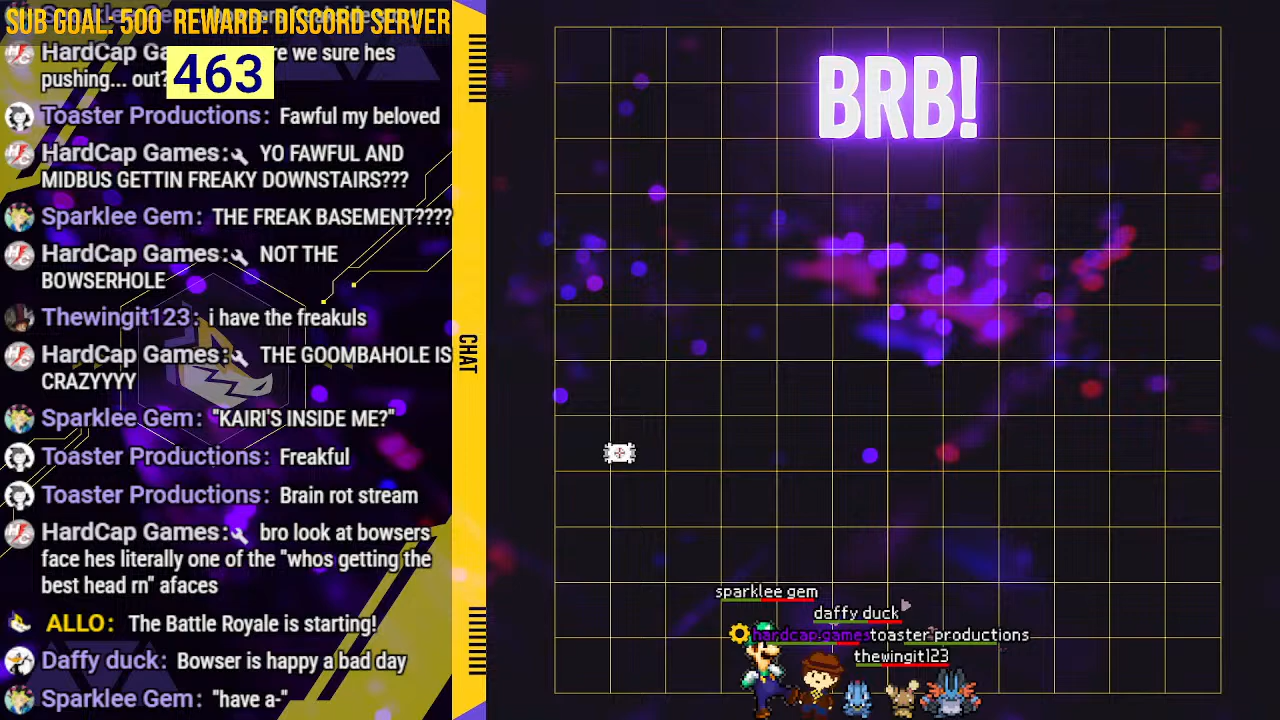 SUB GOAL: 500 REWARD: DISCORD SERVER
HardCap Ga re we sure hes
pushing... out?
463
Toaster Productions: Fawful my beloved
HardCap Games: YO FAWFUL AND
MIDBUS GETTIN FREAKY DOWNSTAIRS???
Sparklee Gem: THE FREAK BASEMENT????
HardCap Games: NOT THE
BOWSERHOLE
Thewingit123: i have the freakuls
HardCap Games: THE GOOMBAHOLE IS
CRAZYYYY
Sparklee Gem: "KAIRI'S INSIDE ME?"
Toaster Productions: Freakful
Toaster Productions: Brain rot stream
HardCap Games: bro look at bowsers
face hes literally one of the "whos getting the
best head rn" afaces
ALLO: The Battle Royale is starting!
Daffy duck: Bowser is happy a bad day
Sparklee Gem: "have a-"
CHAT
BRB!
sparklee gem
daffy duck
hardcap games
toaster productions
thewingit123